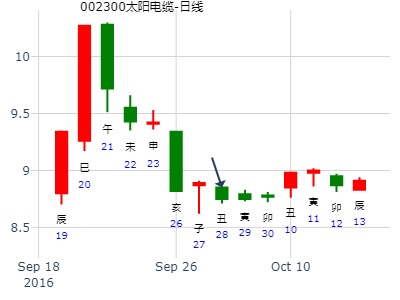 002300太阳电缆-日线
10
9.5
9
8.5
辰
19
巳
20
午
21
未
22
申
23
亥
26
子
27
丑
28
寅
29
卯
30
丑
10
寅
11
卯
12
辰
13
Sep 18
2016
Sep 26
Oct 10